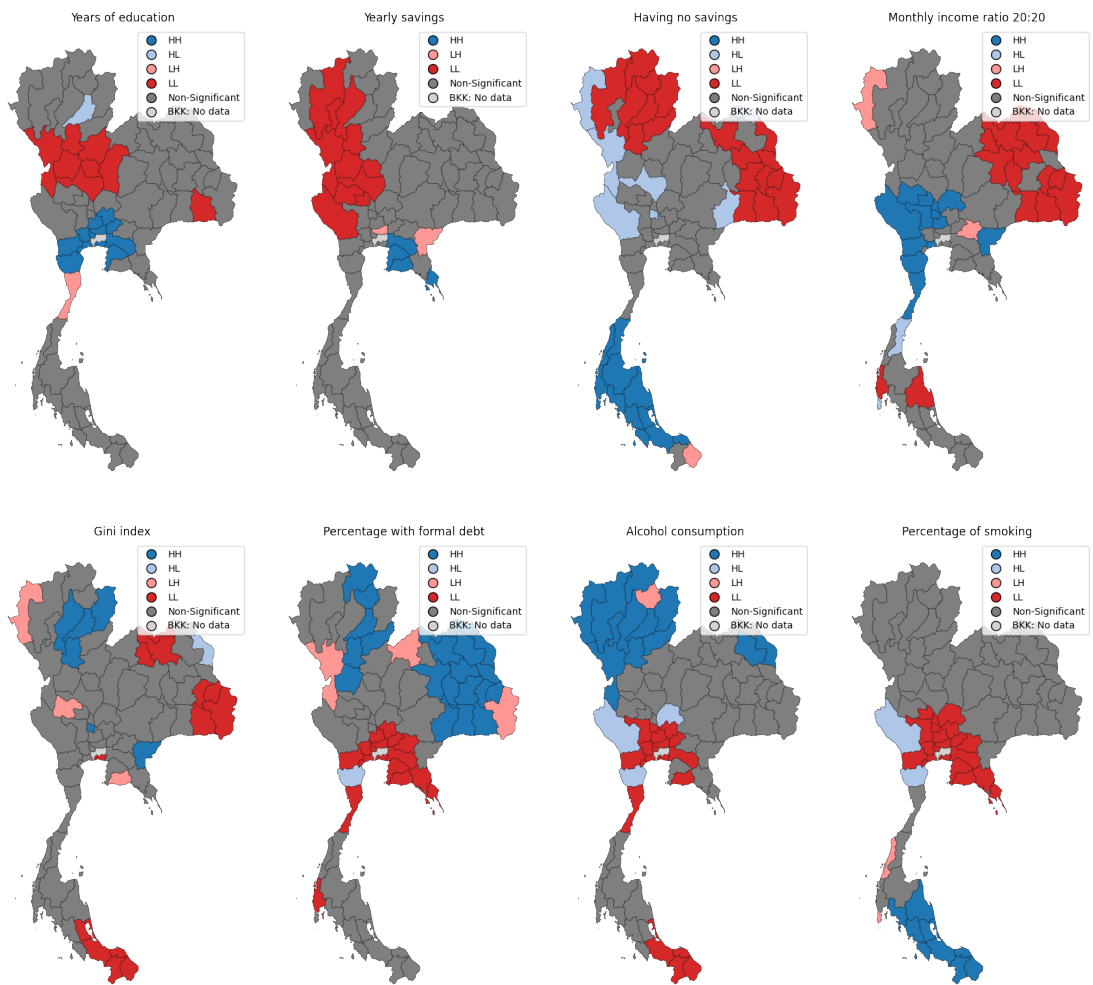 Years of education
HH
HL
LH
LL
Non-Significant
BKK: No data
Yearly savings
HH
HL
LH
LL
Non-Significant
BKK: No data
Having no savings
HH
HL
LH
LL
Non-Significant
BKK: No data
Monthly income ratio 20:20
HH
HL
LH
LL
Non-Significant
BKK: No data
Gini index
HH
HL
LH
LL
Non-Significant
BKK: No data
Percentage with formal debt
HH
HL
LH
LL
Non-Significant
BKK: No data
Alcohol consumption
HH
HL
LH
LL
Non-Significant
BKK: No data
Percentage of smoking
HH
HL
LH
LL
Non-Significant
BKK: No data